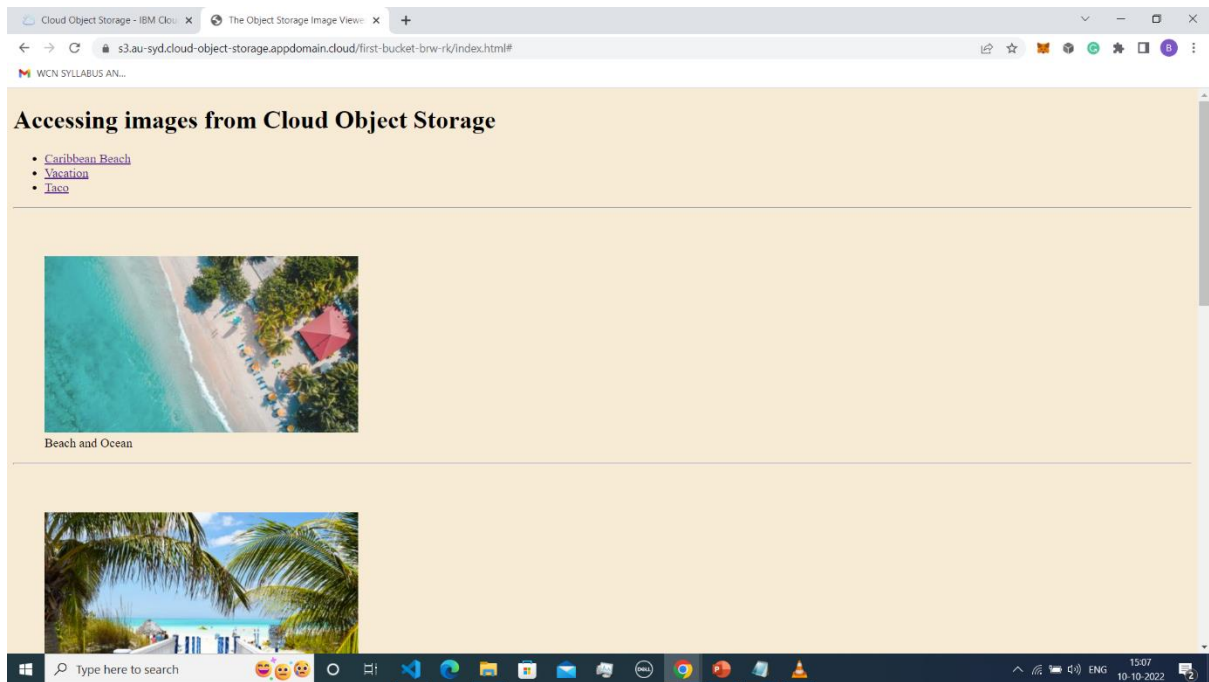 Cloud Object Storage - IBM Clou
The Object Storage Image Viewe
s3.au-syd.cloud-object-storage.appdomain.cloud/first-bucket-brw-rk/index.html#
B
WCN SYLLABUS AN...
Accessing images from Cloud Object Storage
Caribbean Beach
Vacation
Taco
Beach and Ocean
Type here to search
DELL
ENG
15:07
10-10-2022
2